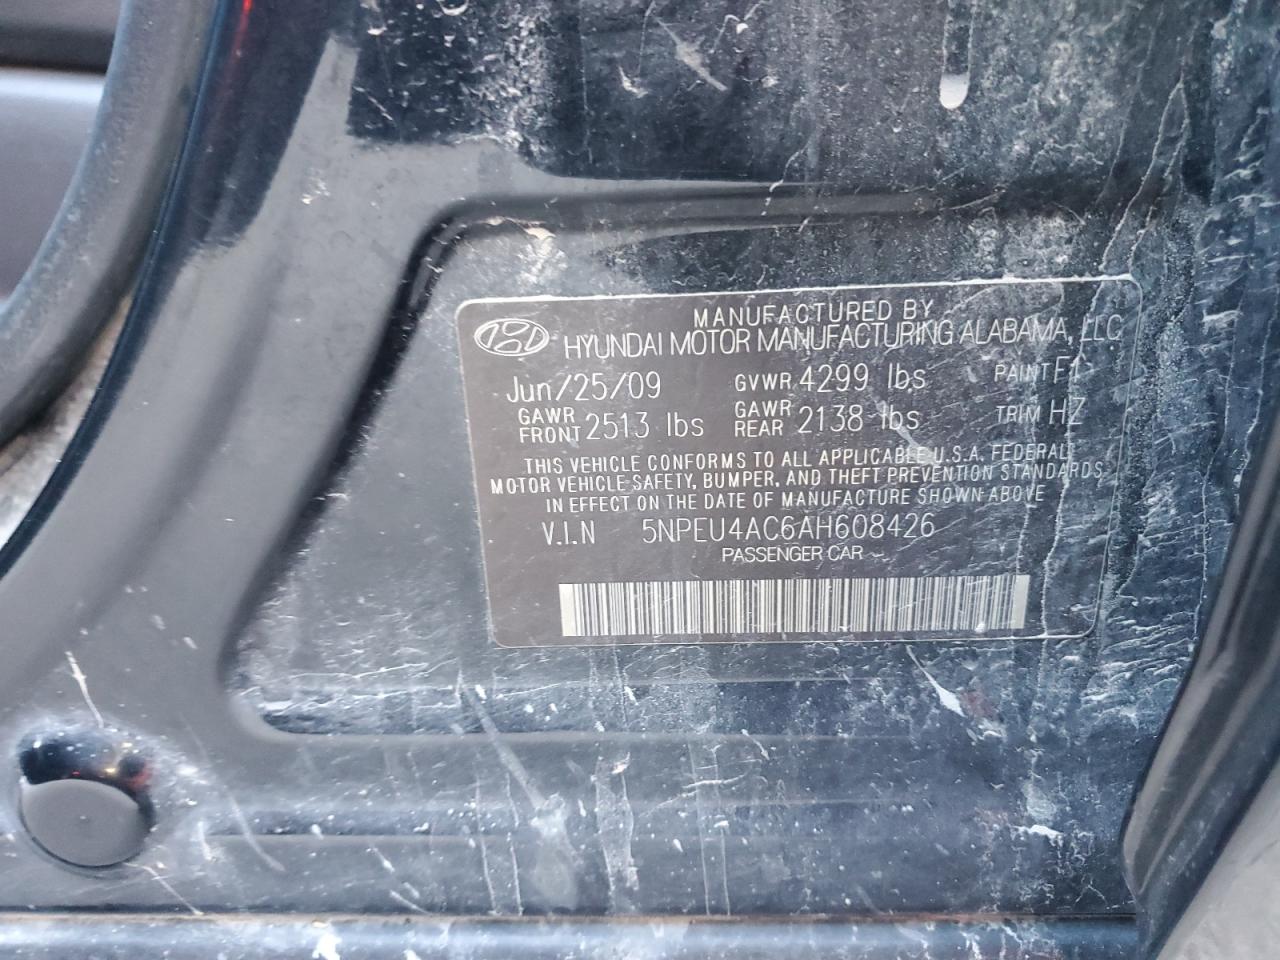 MANUFACTURED BY
HYUNDAI MOTOR MANUFACTURING ALABAMA, LLC
Jun/25/09 GVWR 4299 lbs PAINT
GAWR FRONT 2513 lbs GAWR REAR 2138 lbs TRIM HZ
THIS VEHICLE CONFORMS TO ALL APPLICABLE U.S.A. FEDERAL
MOTOR VEHICLE SAFETY, BUMPER, AND THEFT PREVENTION STANDARDS
IN EFFECT ON THE DATE OF MANUFACTURE SHOWN ABOVE
V.I.N 5NPEU4AC6AH608426
PASSENGER CAR